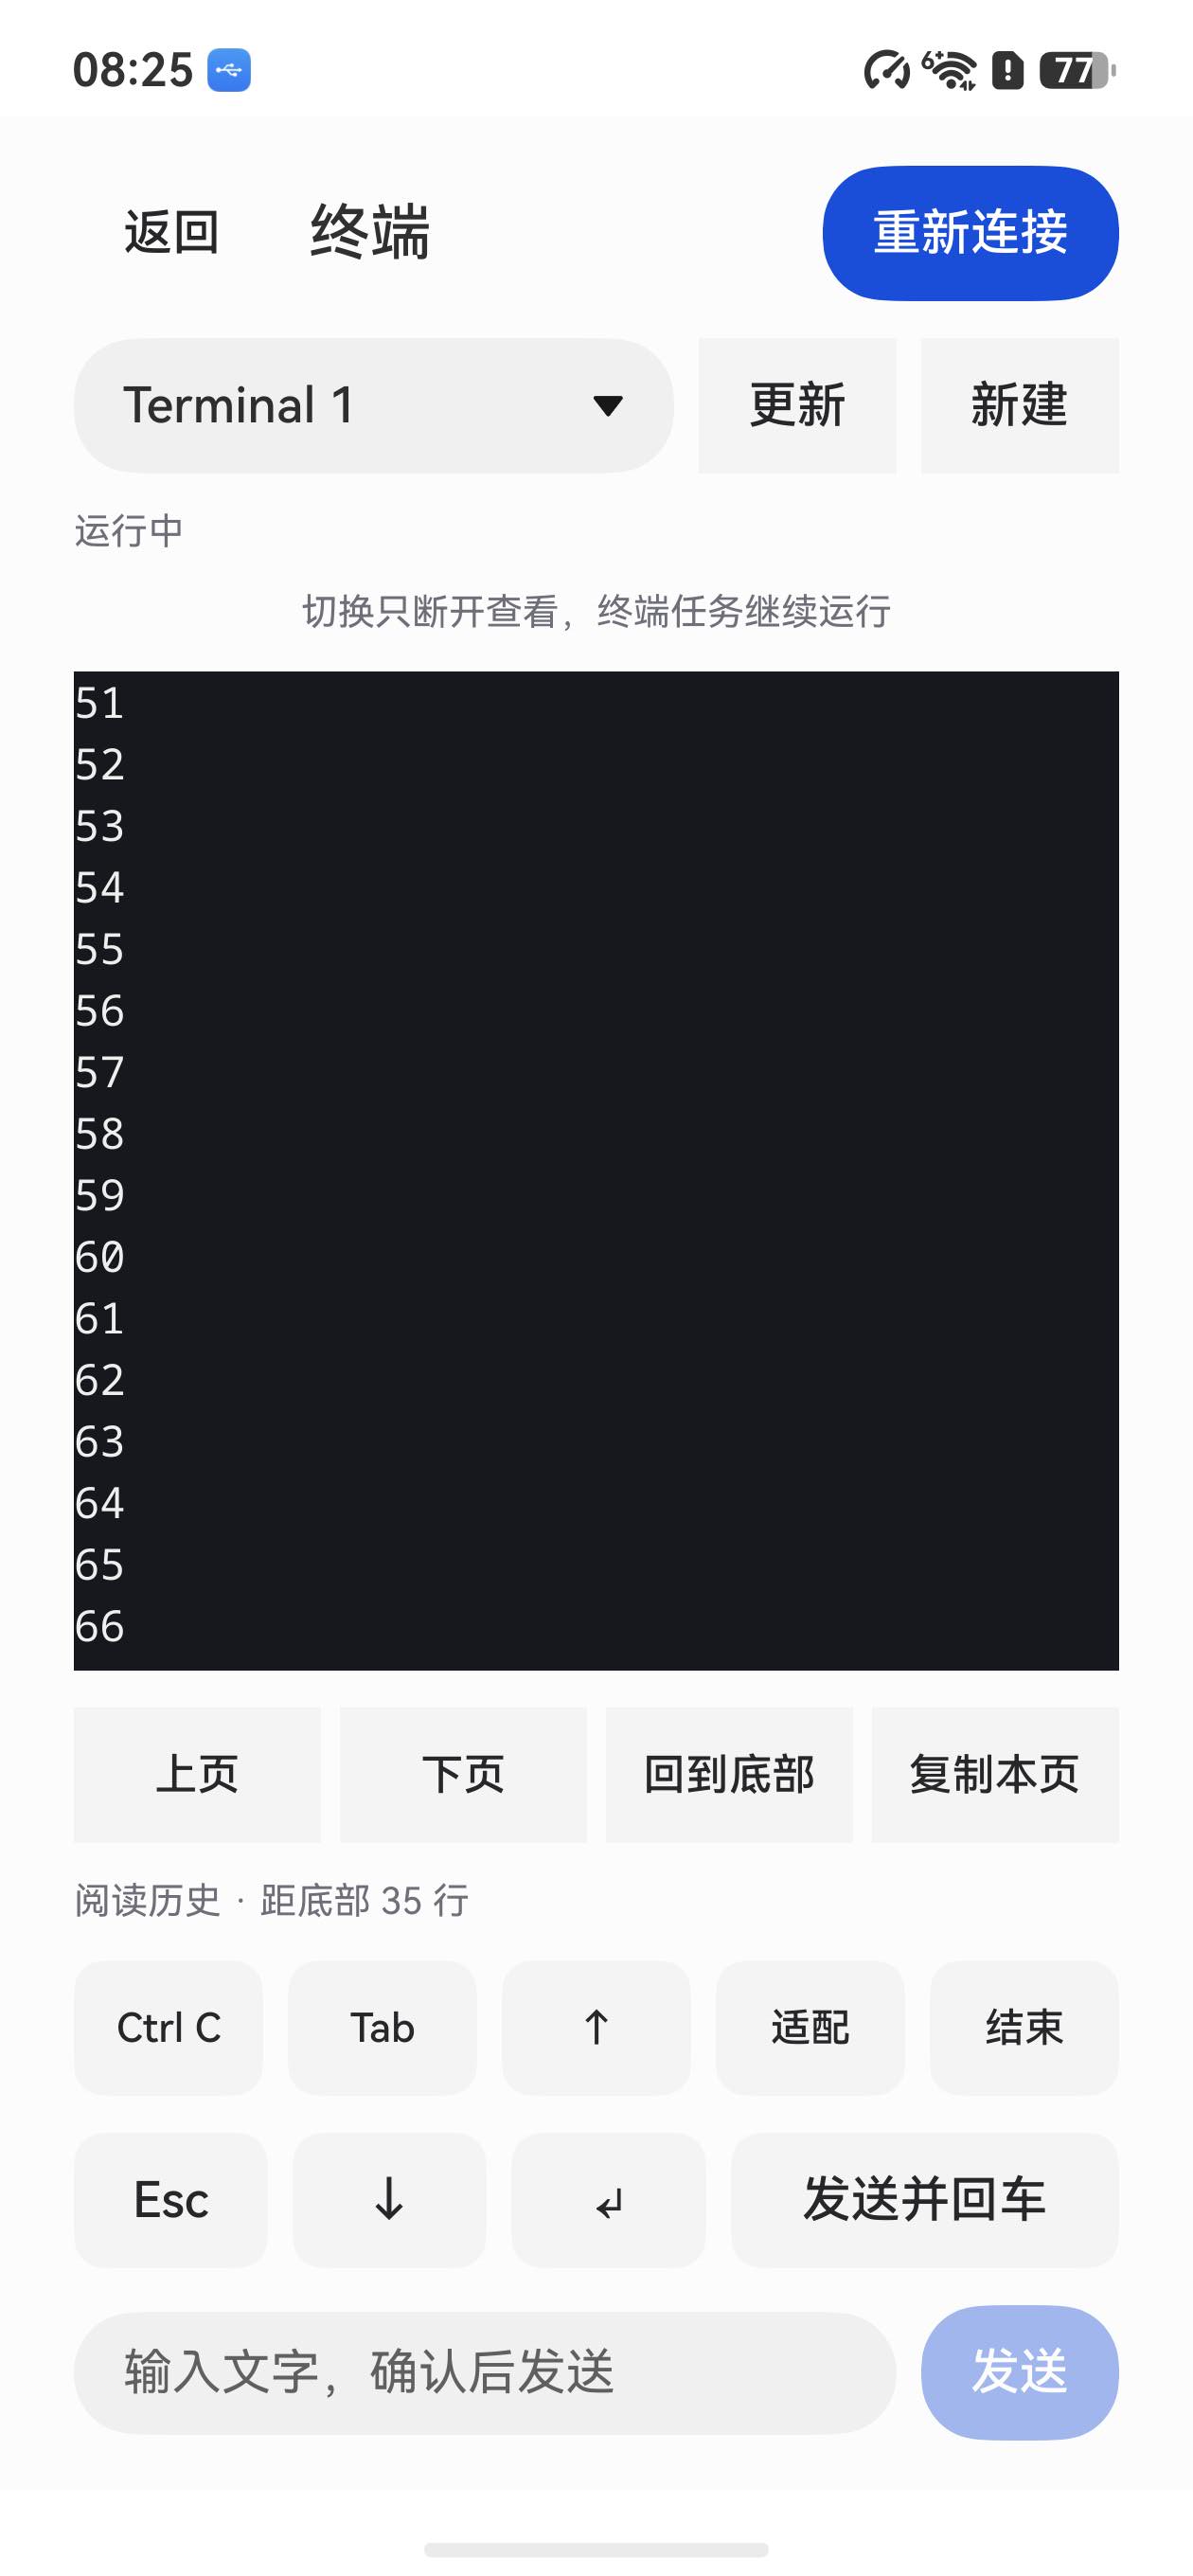 08:25
6+
77
返回 终端 重新连接
Terminal 1 更新 新建
运行中
切换只断开查看，终端任务继续运行
51
52
53
54
55
56
57
58
59
60
61
62
63
64
65
66
上页 下页 回到底部 复制本页
阅读历史 · 距底部 35 行
Ctrl C Tab ↑ 适配 结束
Esc ↓ ↲ 发送并回车
输入文字，确认后发送 发送